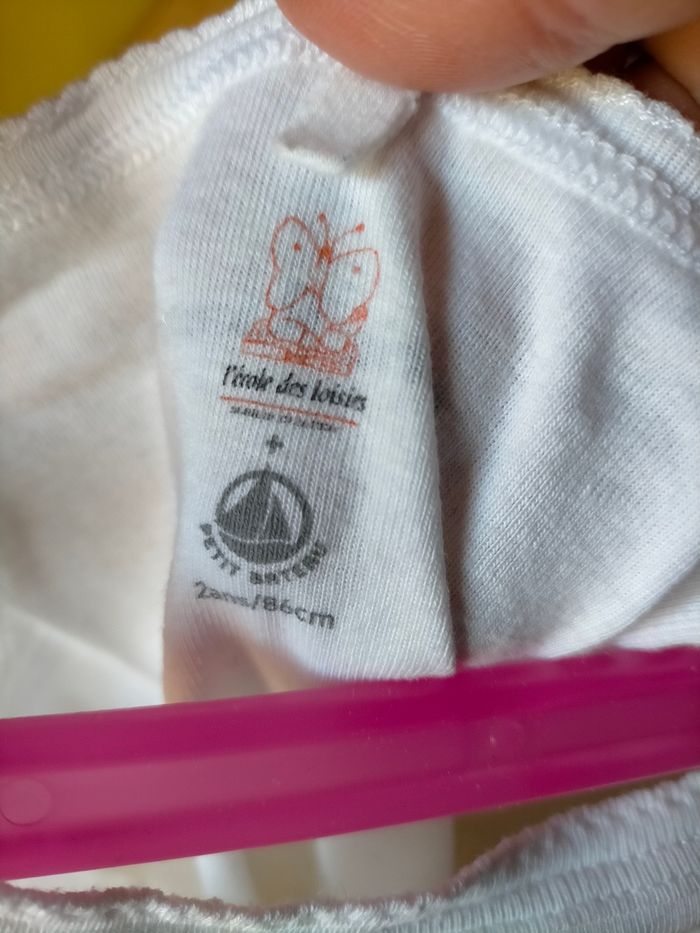 l'école des loisirs
+
PETIT BATEAU
2ans/86cm